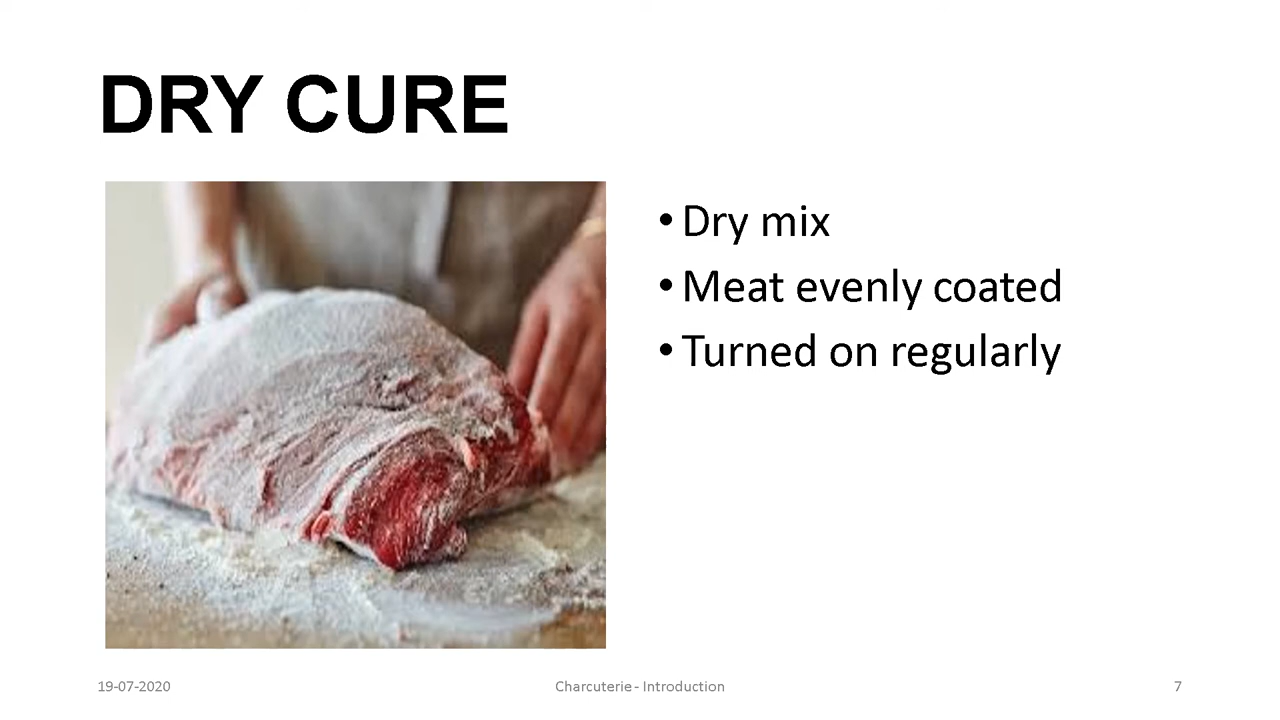 DRY CURE
• Dry mix
• Meat evenly coated
• Turned on regularly
19-07-2020
Charcuterie - Introduction
7